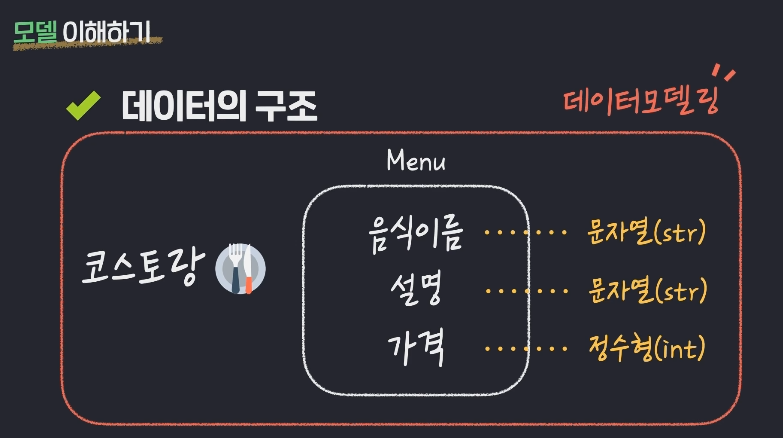 모델 이해하기
데이터의 구조
데이터모델링
Menu
코스토랑
음식이름 ······· 문자열(str)
설명 ······· 문자열(str)
가격 ······· 정수형(int)